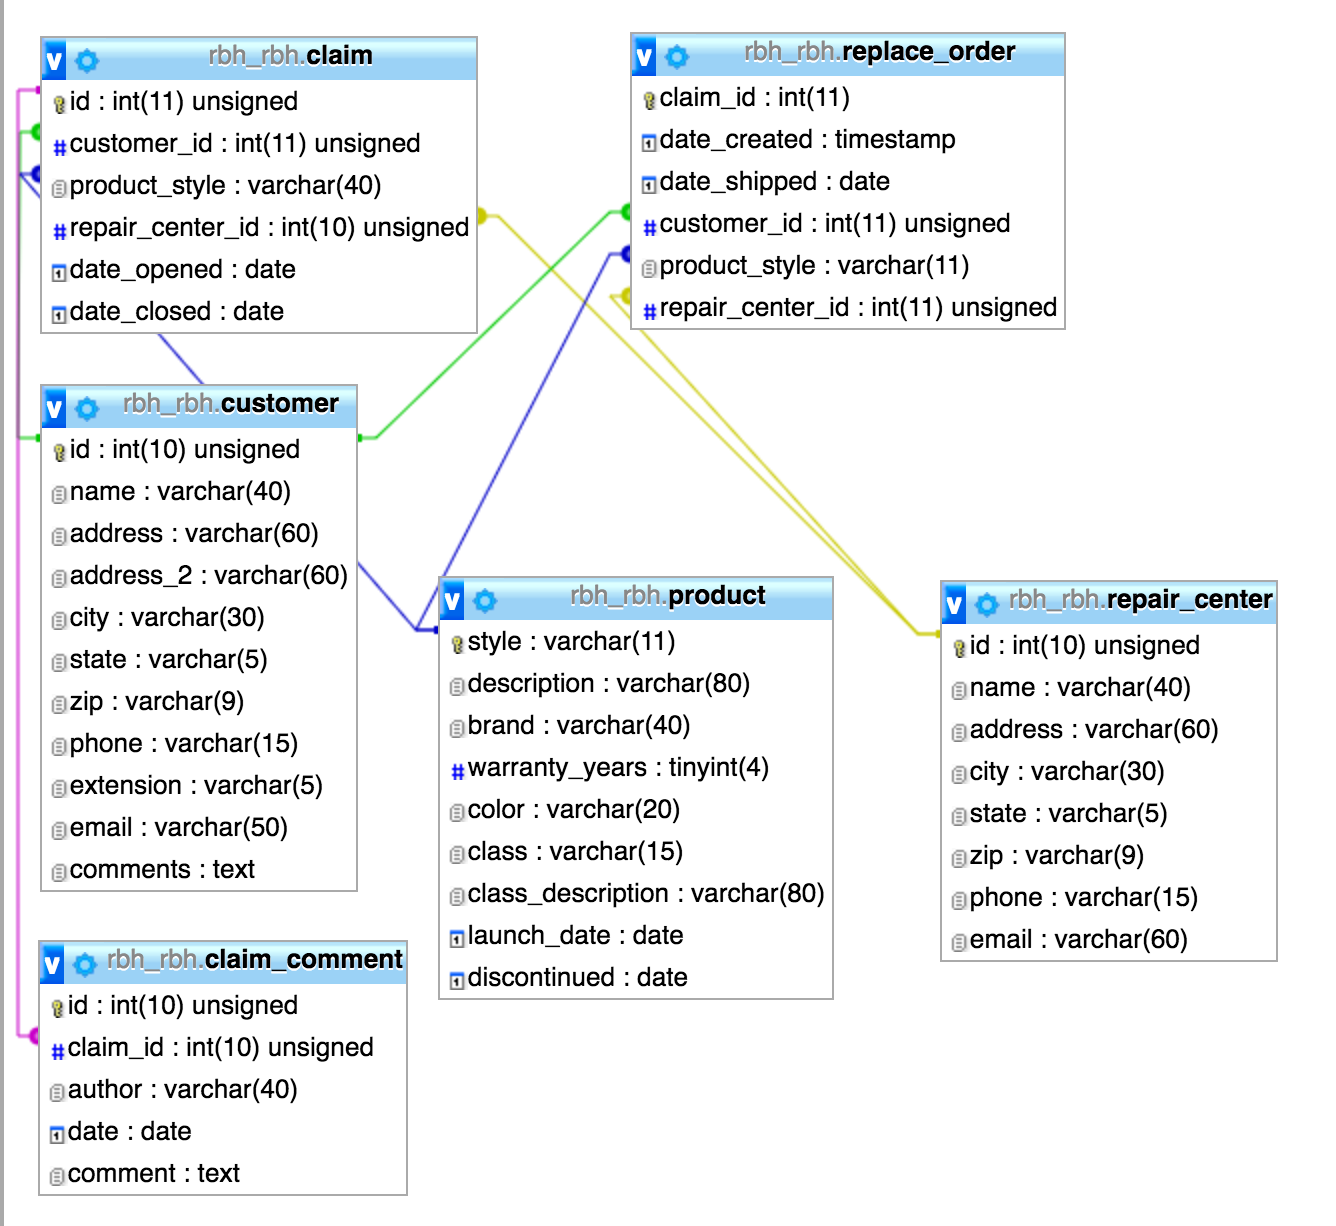 rbh_rbh.claim
id : int(11) unsigned
customer_id : int(11) unsigned
product_style : varchar(40)
repair_center_id : int(10) unsigned
date_opened : date
date_closed : date
rbh_rbh.replace_order
claim_id : int(11)
date_created : timestamp
date_shipped : date
customer_id : int(11) unsigned
product_style : varchar(11)
repair_center_id : int(11) unsigned
rbh_rbh.customer
id : int(10) unsigned
name : varchar(40)
address : varchar(60)
address_2 : varchar(60)
city : varchar(30)
state : varchar(5)
zip : varchar(9)
phone : varchar(15)
extension : varchar(5)
email : varchar(50)
comments : text
rbh_rbh.product
style : varchar(11)
description : varchar(80)
brand : varchar(40)
warranty_years : tinyint(4)
color : varchar(20)
class : varchar(15)
class_description : varchar(80)
launch_date : date
discontinued : date
rbh_rbh.repair_center
id : int(10) unsigned
name : varchar(40)
address : varchar(60)
city : varchar(30)
state : varchar(5)
zip : varchar(9)
phone : varchar(15)
email : varchar(60)
rbh_rbh.claim_comment
id : int(10) unsigned
claim_id : int(10) unsigned
author : varchar(40)
date : date
comment : text